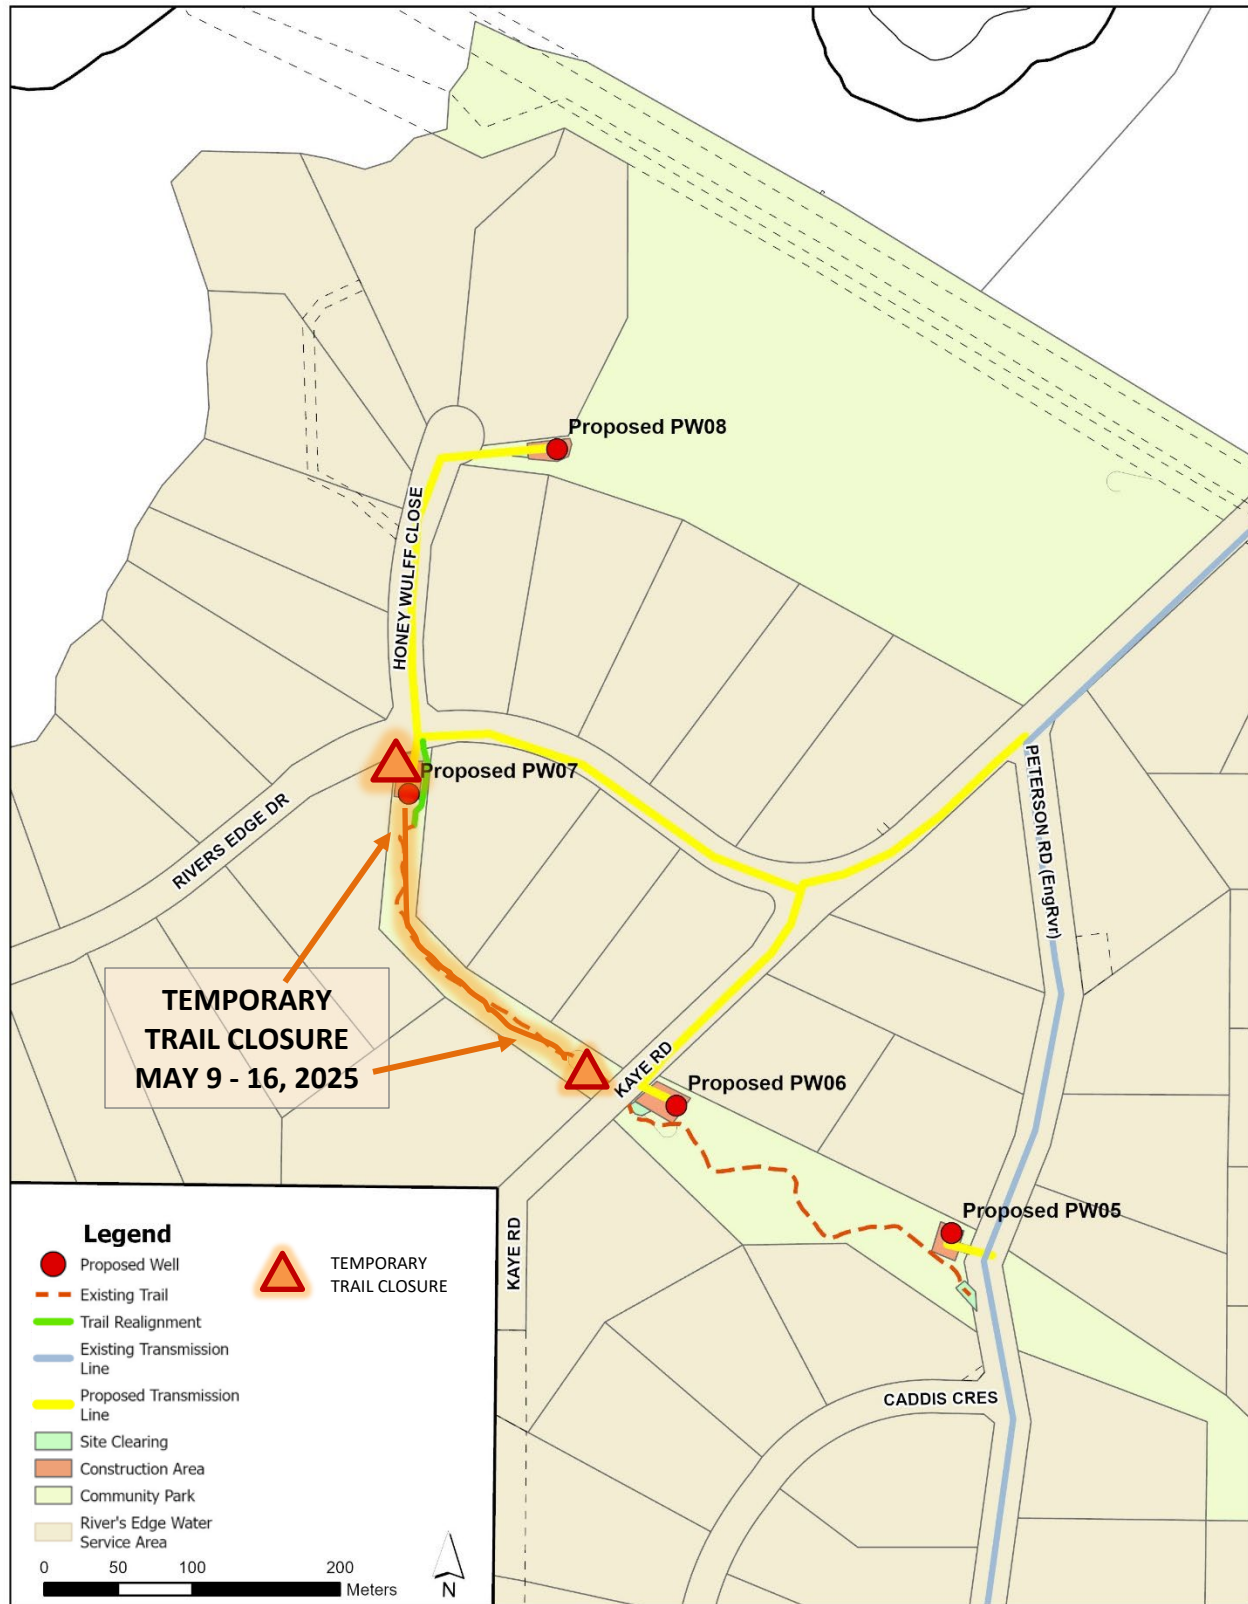 Proposed PW08
HONEY WULFF CLOSE
Proposed PW07
RIVERS EDGE DR
PETERSON RD (EngRvr)
TEMPORARY
TRAIL CLOSURE
MAY 9 - 16, 2025
KAYE RD
Proposed PW06
Proposed PW05
KAYE RD
CADDIS CRES
Legend
Proposed Well
Existing Trail
Trail Realignment
Existing Transmission
Line
Proposed Transmission
Line
Site Clearing
Construction Area
Community Park
River's Edge Water
Service Area
TEMPORARY
TRAIL CLOSURE
0 50 100 200
Meters
N